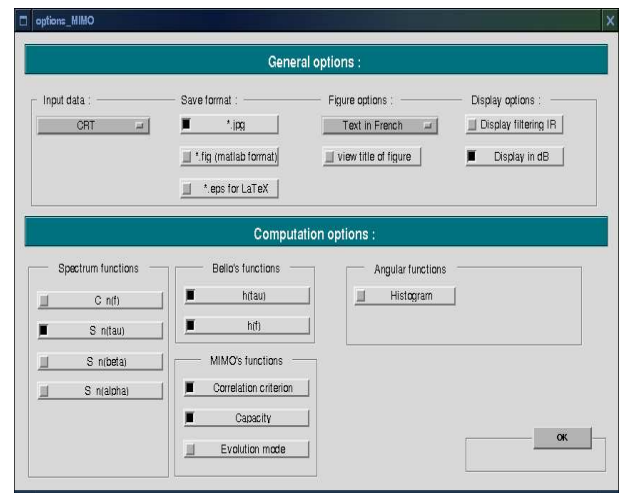 options_MIMO
X
General options :
Input data :
CRT
Save format :
*.jpg
*.fig (matlab format)
*.eps for LaTeX
Figure options :
Text in French
view title of figure
Display options :
Display filtering IR
Display in dB
Computation options :
Spectrum functions
C n(f)
S n(tau)
S n(beta)
S n(alpha)
Bello's functions
h(tau)
h(f)
MIMO's functions
Correlation criterion
Capacity
Evolution mode
Angular functions
Histogram
OK